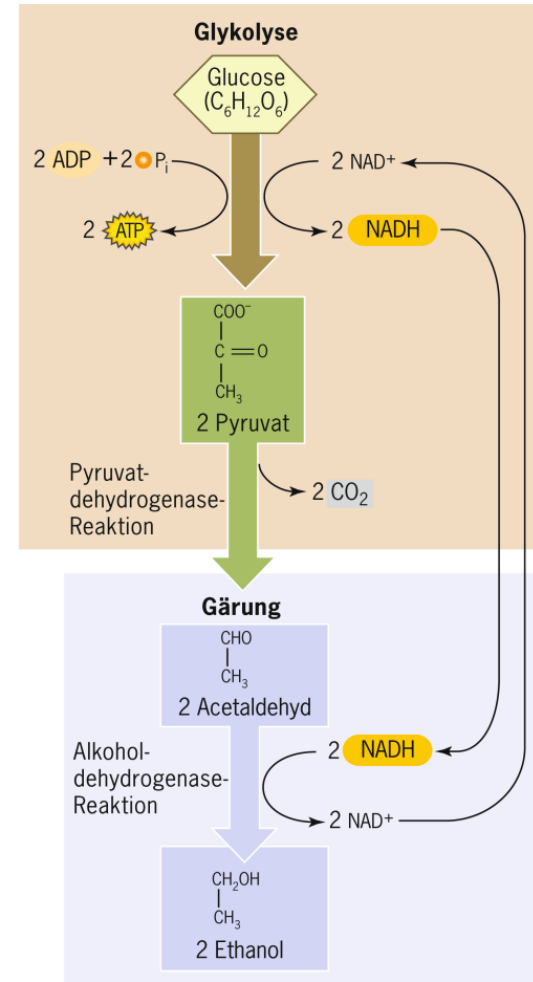 Glykolyse
Glucose
(C₆H₁₂O₆)
2 ADP + 2 Pᵢ
2 NAD⁺
2 ATP
2 NADH
COO⁻
C = O
CH₃
2 Pyruvat
Pyruvat-
dehydrogenase-
Reaktion
2 CO₂
Gärung
CHO
CH₃
2 Acetaldehyd
Alkohol-
dehydrogenase-
Reaktion
2 NADH
2 NAD⁺
CH₂OH
CH₃
2 Ethanol